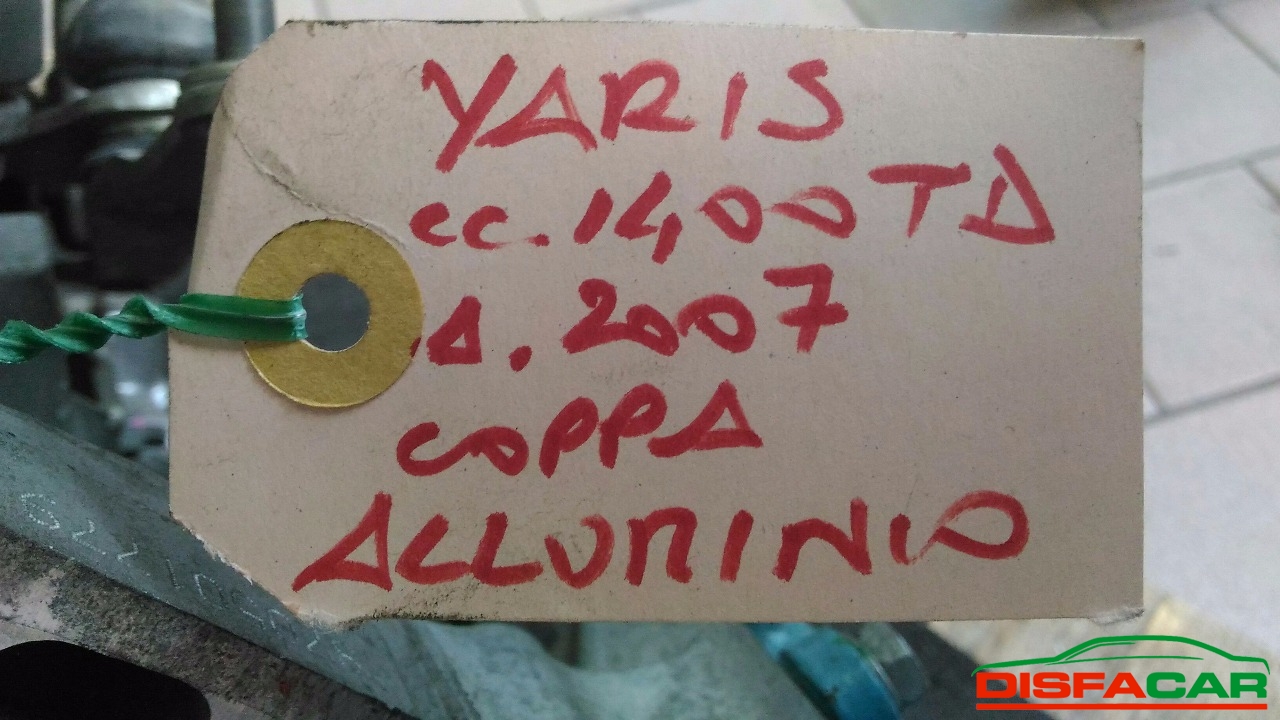 YARIS
cc. 1400 TD
A. 2007
COPPA
ALLUMINIO
DISFACAR